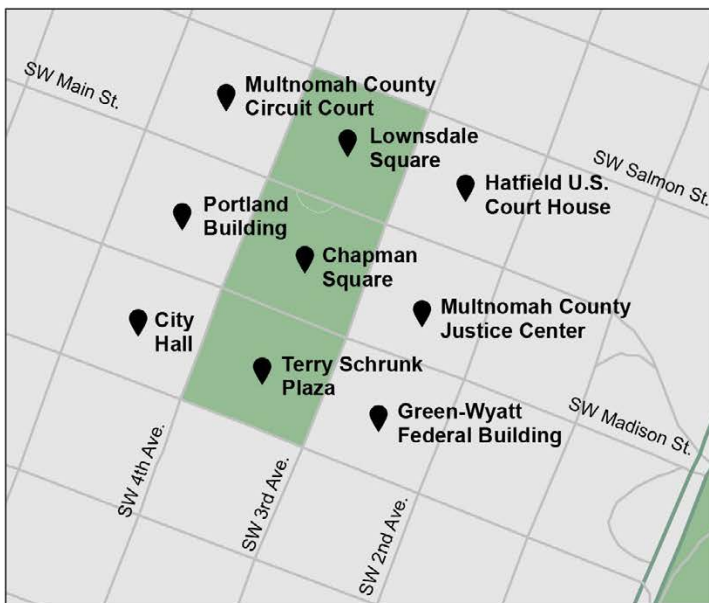 SW Main St.
Multnomah County
Circuit Court
Lownsdale
Square
SW Salmon St.
Hatfield U.S.
Court House
Portland
Building
Chapman
Square
Multnomah County
Justice Center
City
Hall
Terry Schrunk
Plaza
Green-Wyatt
Federal Building
SW Madison St.
SW 4th Ave.
SW 3rd Ave.
SW 2nd Ave.